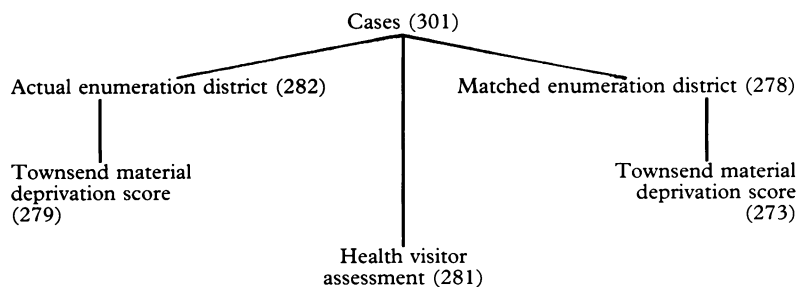 Cases (301)
Actual enumeration district (282)
Matched enumeration district (278)
Townsend material
deprivation score
(279)
Townsend material
deprivation score
(273)
Health visitor
assessment (281)